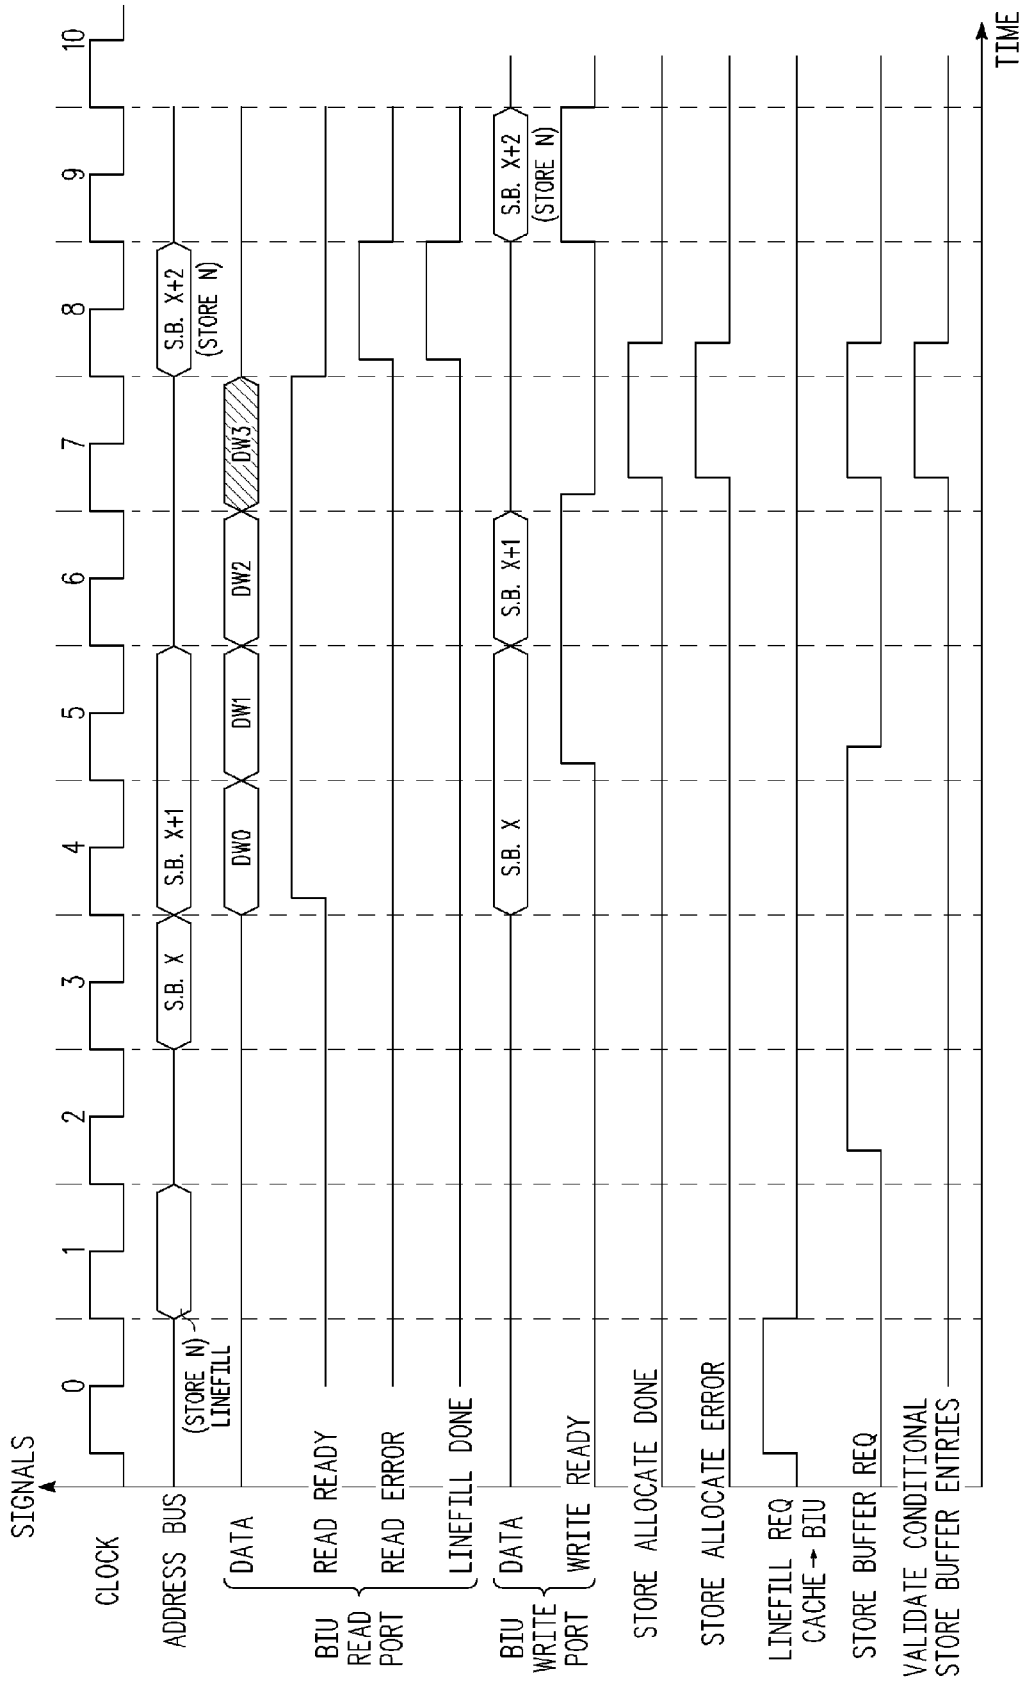 SIGNALS
0 1 2 3 4 5 6 7 8 9 10
CLOCK
ADDRESS BUS
(STORE N)
LINEFILL
S.B. X
S.B. X+1
S.B. X+2
(STORE N)
BIU
READ
PORT
DATA
DW0
DW1
DW2
DW3
READ READY
READ ERROR
LINEFILL DONE
BIU
WRITE
PORT
DATA
S.B. X
S.B. X+1
S.B. X+2
(STORE N)
WRITE READY
STORE ALLOCATE DONE
STORE ALLOCATE ERROR
LINEFILL REQ
CACHE→BIU
STORE BUFFER REQ
VALIDATE CONDITIONAL
STORE BUFFER ENTRIES
TIME